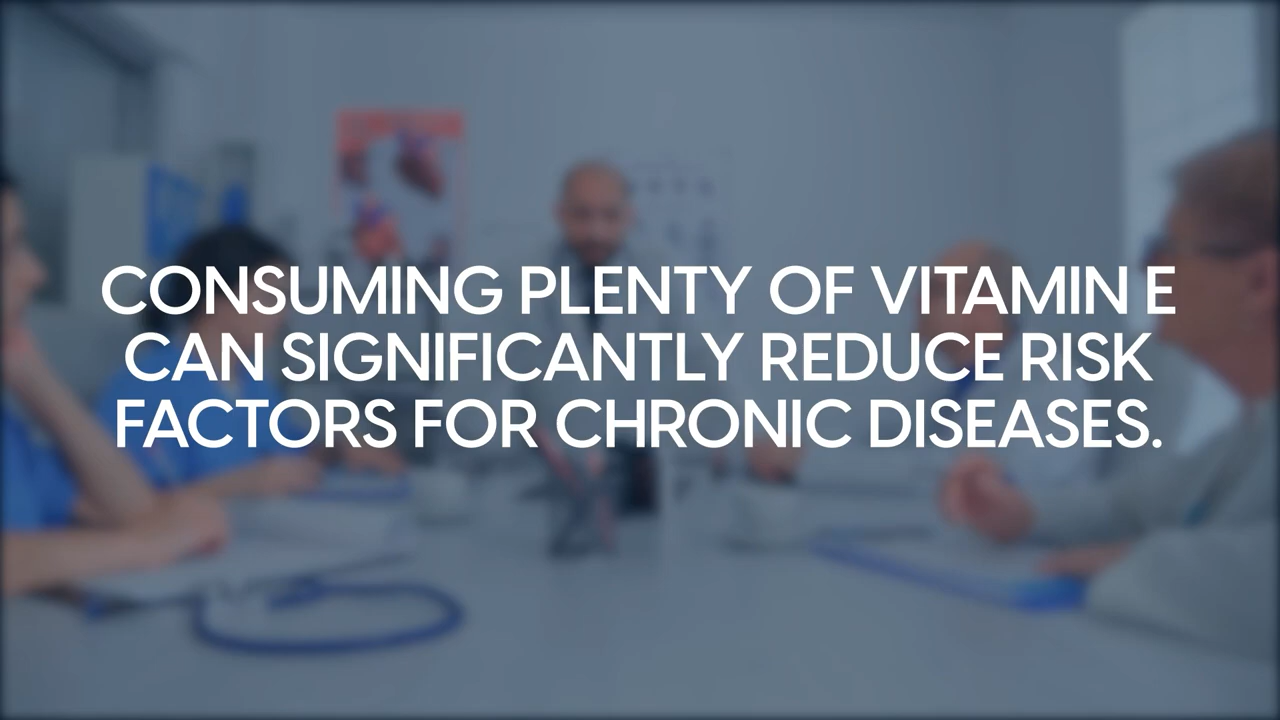 CONSUMING PLENTY OF VITAMIN E
CAN SIGNIFICANTLY REDUCE RISK
FACTORS FOR CHRONIC DISEASES.